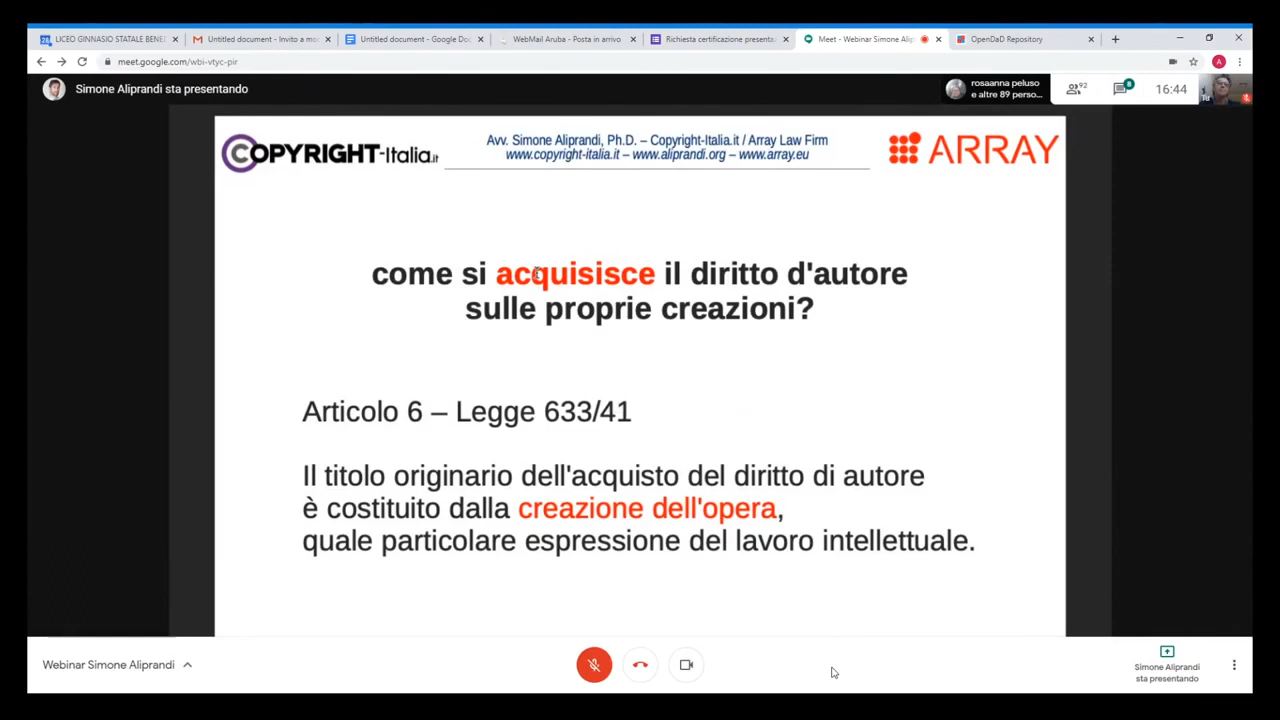 LICEO GINNASIO STATALE BENE
Untitled document - Invito a mo
Untitled document - Google Doc
WebMail Aruba - Posta in arrivo
Richiesta certificazione presenta
Meet - Webinar Simone Alip
OpenDaD Repository
meet.google.com/wbi-vtyc-pir
A
Simone Aliprandi sta presentando
rosaanna peluso
e altre 89 perso...
92
8
16:44
Tu
COPYRIGHT-Italia.it
Avv. Simone Aliprandi, Ph.D. – Copyright-Italia.it / Array Law Firm
www.copyright-italia.it – www.aliprandi.org – www.array.eu
ARRAY
come si acquisisce il diritto d'autore
sulle proprie creazioni?
Articolo 6 – Legge 633/41
Il titolo originario dell'acquisto del diritto di autore
è costituito dalla creazione dell'opera,
quale particolare espressione del lavoro intellettuale.
Webinar Simone Aliprandi
Simone Aliprandi
sta presentando